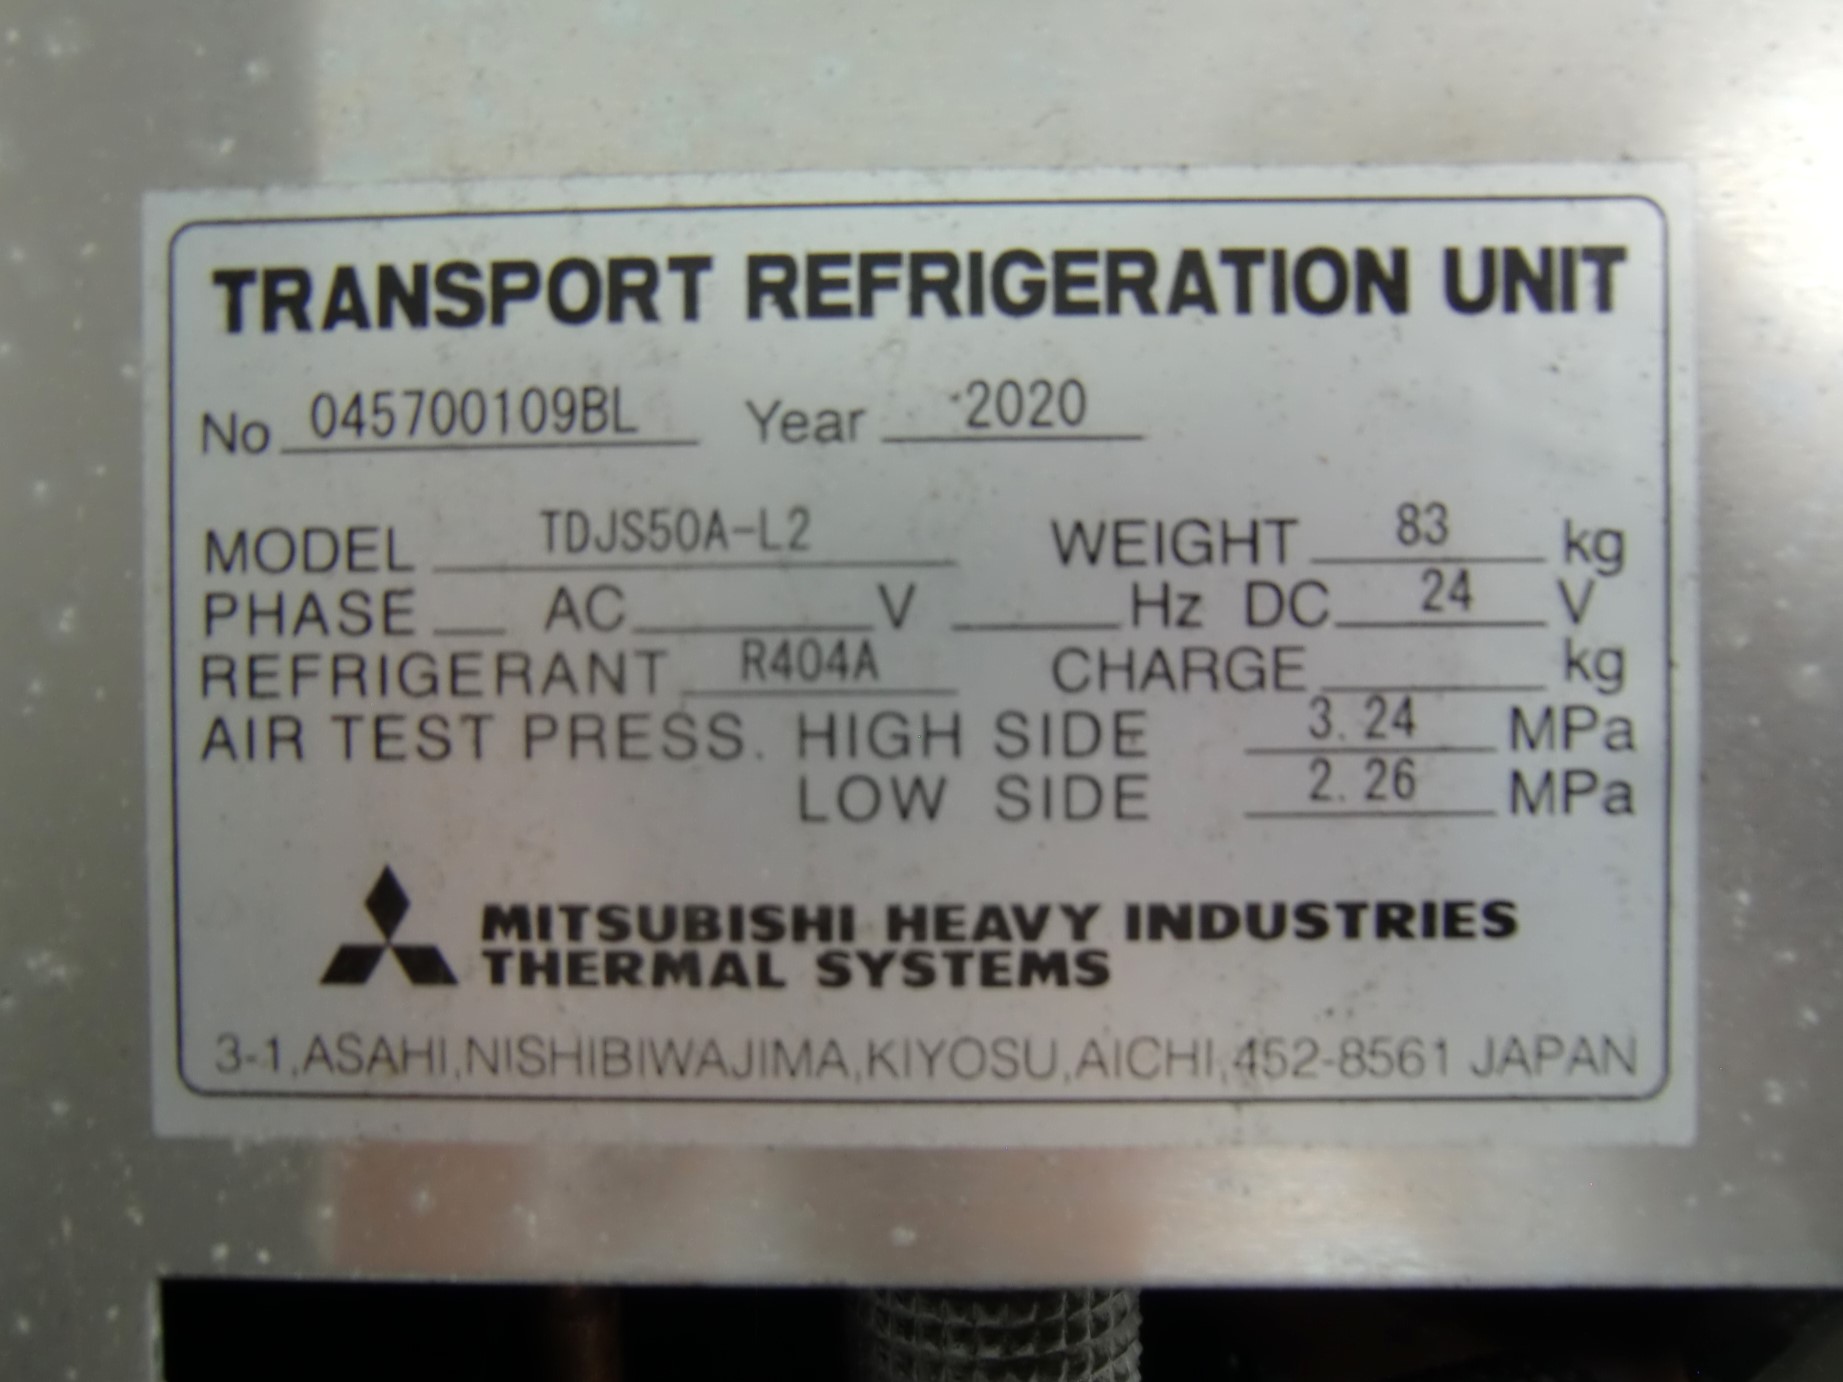 TRANSPORT REFRIGERATION UNIT
No 045700109BL Year 2020
MODEL TDJS50A-L2 WEIGHT 83 kg
PHASE AC V Hz DC 24 V
REFRIGERANT R404A CHARGE kg
AIR TEST PRESS. HIGH SIDE 3.24 MPa
LOW SIDE 2.26 MPa
MITSUBISHI HEAVY INDUSTRIES
THERMAL SYSTEMS
3-1,ASAHI,NISHIBIWAJIMA,KIYOSU,AICHI,452-8561 JAPAN